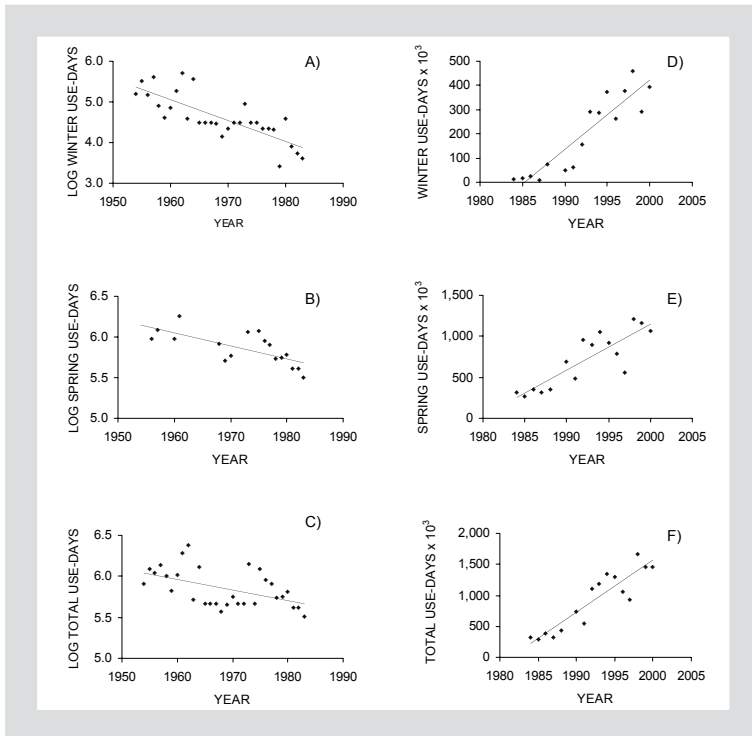 A)
LOG WINTER USE-DAYS
6.0
5.0
4.0
3.0
1950 1960 1970 1980 1990
YEAR
D)
WINTER USE-DAYS x 10³
500
400
300
200
100
0
1980 1985 1990 1995 2000 2005
YEAR
B)
LOG SPRING USE-DAYS
6.5
6.0
5.5
5.0
1950 1960 1970 1980 1990
YEAR
E)
SPRING USE-DAYS x 10³
1,500
1,000
500
0
1980 1985 1990 1995 2000 2005
YEAR
C)
LOG TOTAL USE-DAYS
6.5
6.0
5.5
5.0
1950 1960 1970 1980 1990
YEAR
F)
TOTAL USE-DAYS x 10³
2,000
1,500
1,000
500
0
1980 1985 1990 1995 2000 2005
YEAR